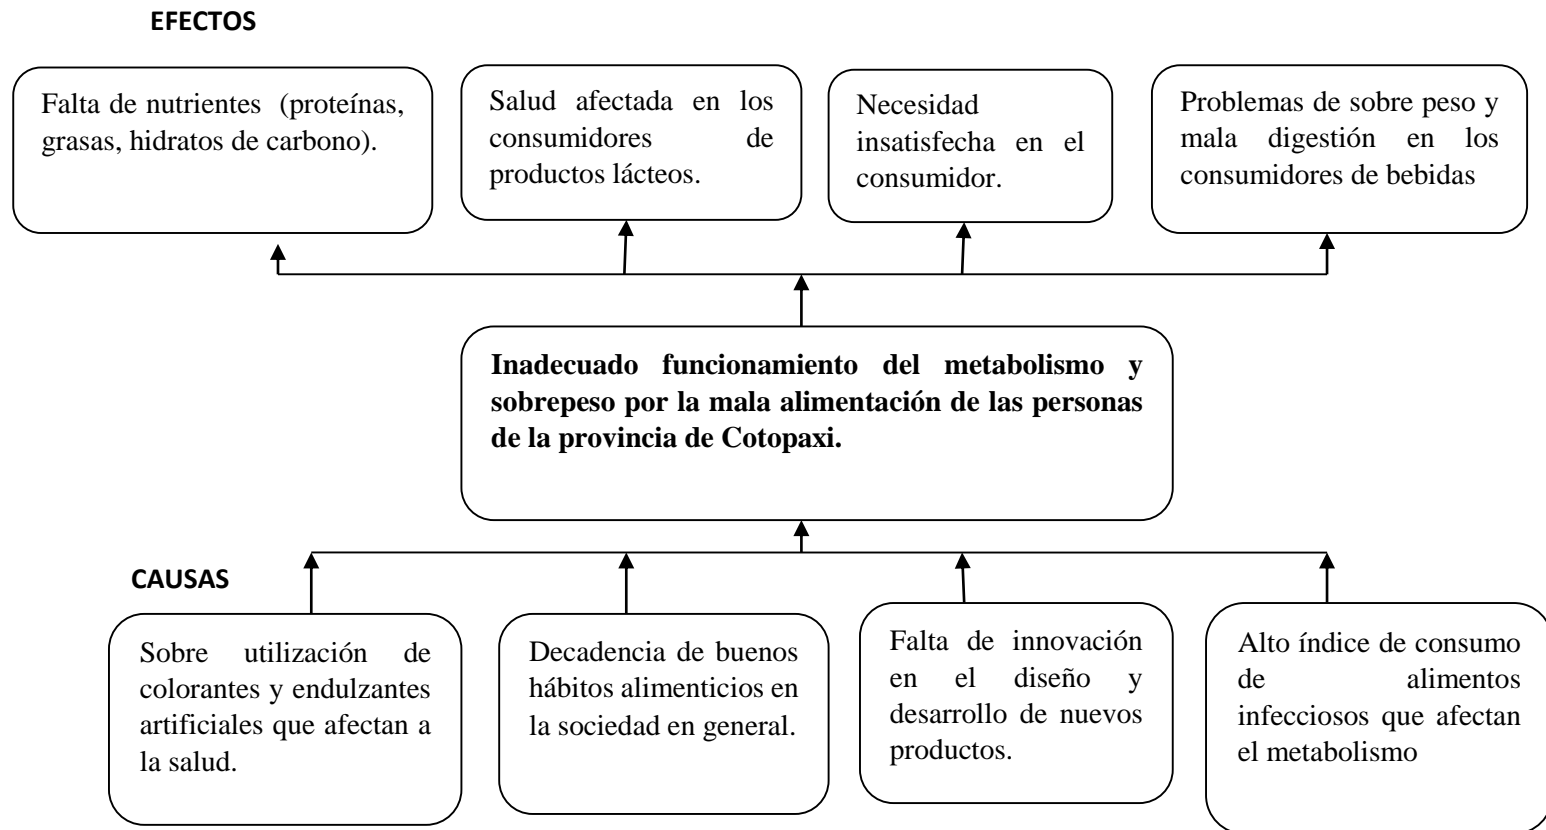 EFECTOS
Falta de nutrientes (proteínas,
grasas, hidratos de carbono).
Salud afectada en los
consumidores de
productos lácteos.
Necesidad
insatisfecha en el
consumidor.
Problemas de sobre peso y
mala digestión en los
consumidores de bebidas
Inadecuado funcionamiento del metabolismo y
sobrepeso por la mala alimentación de las personas
de la provincia de Cotopaxi.
CAUSAS
Sobre utilización de
colorantes y endulzantes
artificiales que afectan a
la salud.
Decadencia de buenos
hábitos alimenticios en
la sociedad en general.
Falta de innovación
en el diseño y
desarrollo de nuevos
productos.
Alto índice de consumo
de alimentos
infecciosos que afectan
el metabolismo